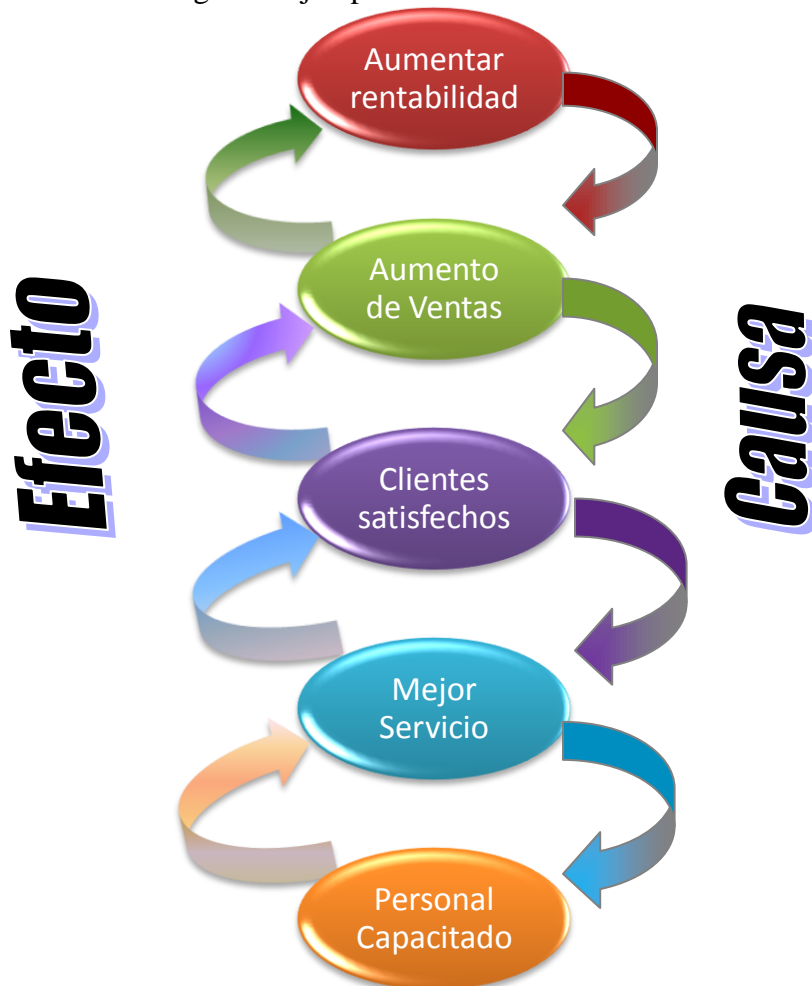 Aumentar
rentabilidad
Aumento
de Ventas
Efecto
Causa
Clientes
satisfechos
Mejor
Servicio
Personal
Capacitado